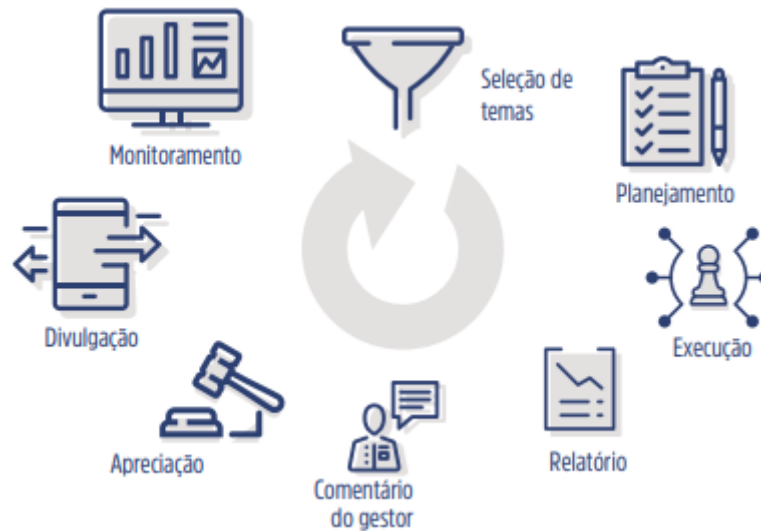 Seleção de
temas
Planejamento
Execução
Relatório
Comentário
do gestor
Apreciação
Divulgação
Monitoramento